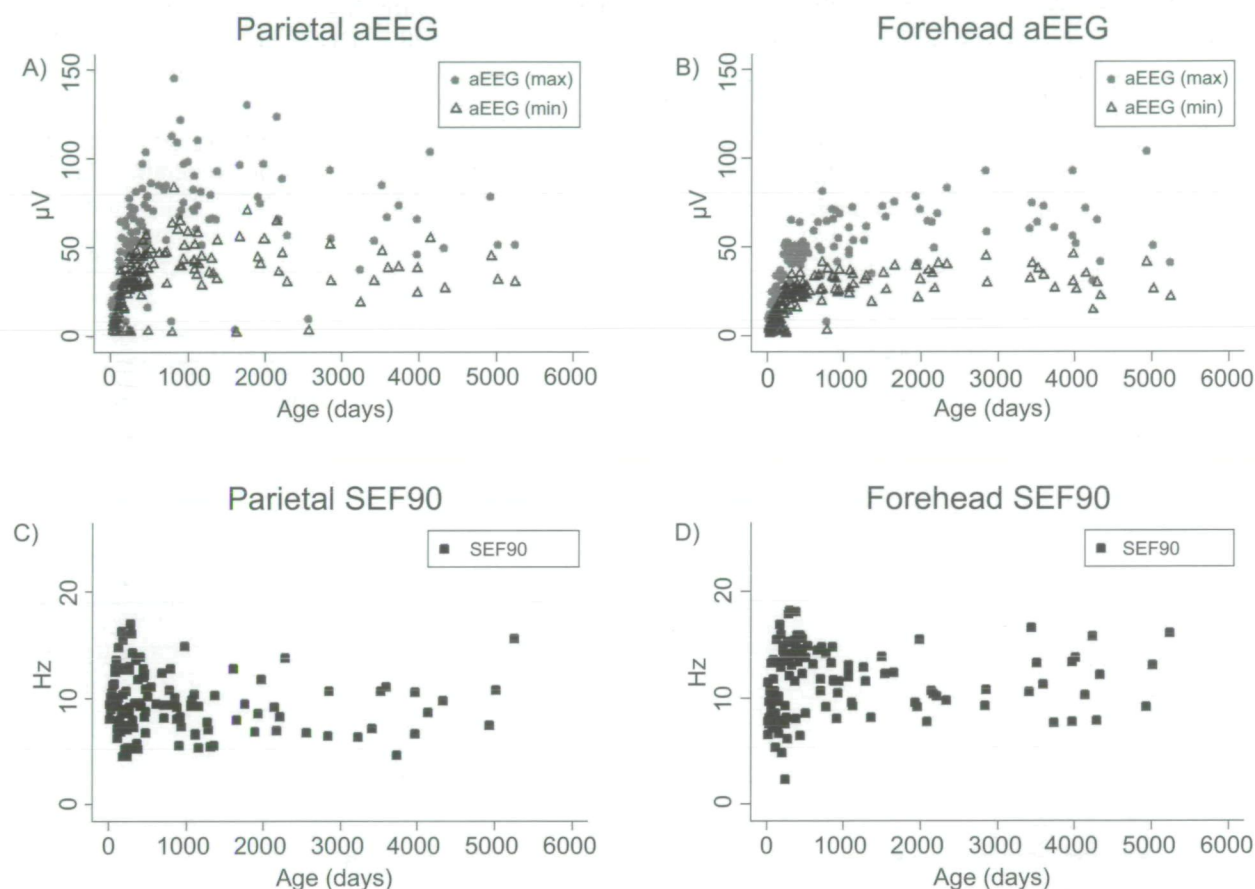 Parietal aEEG
A)
aEEG (max)
aEEG (min)
150
100
50
0
µV
0 1000 2000 3000 4000 5000 6000
Age (days)
Forehead aEEG
B)
aEEG (max)
aEEG (min)
150
100
50
0
µV
0 1000 2000 3000 4000 5000 6000
Age (days)
Parietal SEF90
C)
SEF90
20
10
0
Hz
0 1000 2000 3000 4000 5000 6000
Age (days)
Forehead SEF90
D)
SEF90
20
10
0
Hz
0 1000 2000 3000 4000 5000 6000
Age (days)